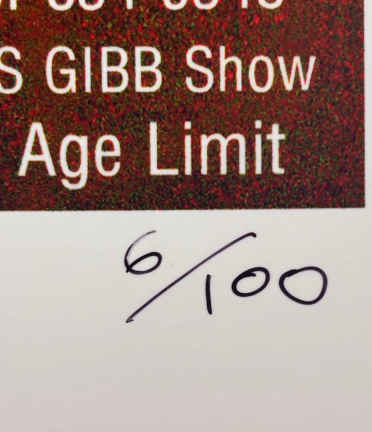 S GIBB Show
Age Limit
6/100